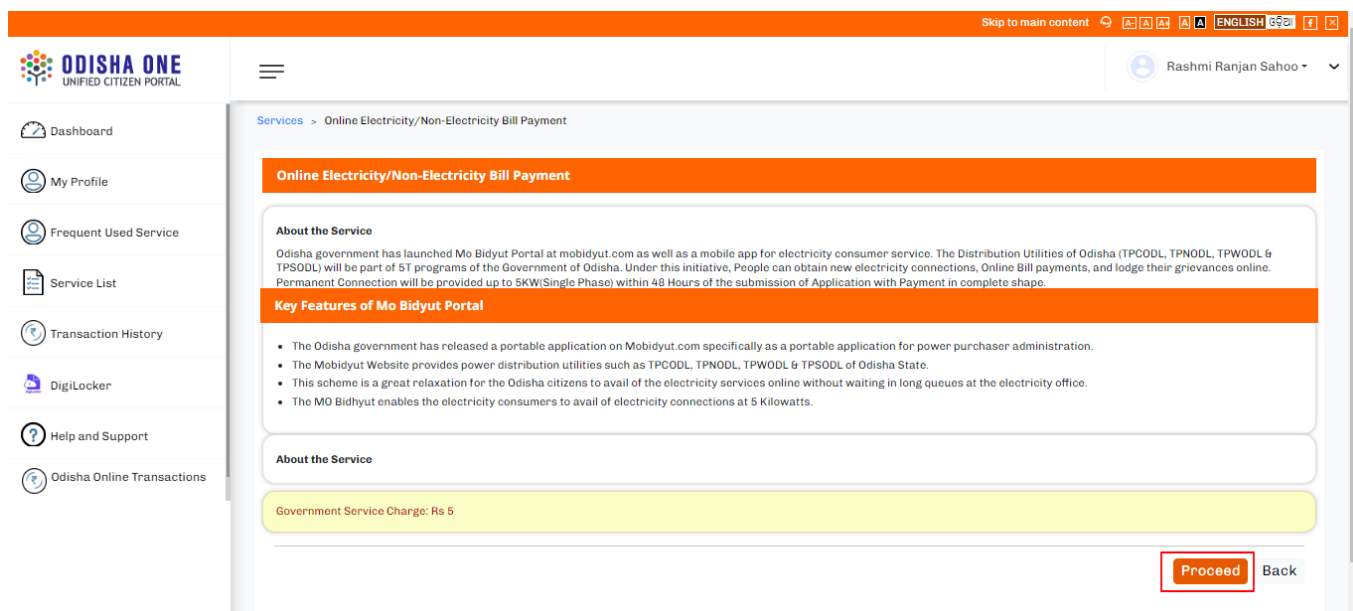 Skip to main content A- A A+ A A ENGLISH ଓଡ଼ିଆ
ODISHA ONE
UNIFIED CITIZEN PORTAL
Rashmi Ranjan Sahoo
Dashboard
My Profile
Frequent Used Service
Service List
Transaction History
DigiLocker
Help and Support
Odisha Online Transactions
Services > Online Electricity/Non-Electricity Bill Payment
Online Electricity/Non-Electricity Bill Payment
About the Service
Odisha government has launched Mo Bidyut Portal at mobidyut.com as well as a mobile app for electricity consumer service. The Distribution Utilities of Odisha (TPCODL, TPNODL, TPWODL &
TPSODL) will be part of 5T programs of the Government of Odisha. Under this initiative, People can obtain new electricity connections, Online Bill payments, and lodge their grievances online.
Permanent Connection will be provided up to 5KW(Single Phase) within 48 Hours of the submission of Application with Payment in complete shape.
Key Features of Mo Bidyut Portal
• The Odisha government has released a portable application on Mobidyut.com specifically as a portable application for power purchaser administration.
• The Mobidyut Website provides power distribution utilities such as TPCODL, TPNODL, TPWODL & TPSODL of Odisha State.
• This scheme is a great relaxation for the Odisha citizens to avail of the electricity services online without waiting in long queues at the electricity office.
• The MO Bidhyut enables the electricity consumers to avail of electricity connections at 5 Kilowatts.
About the Service
Government Service Charge: Rs 5
Proceed Back